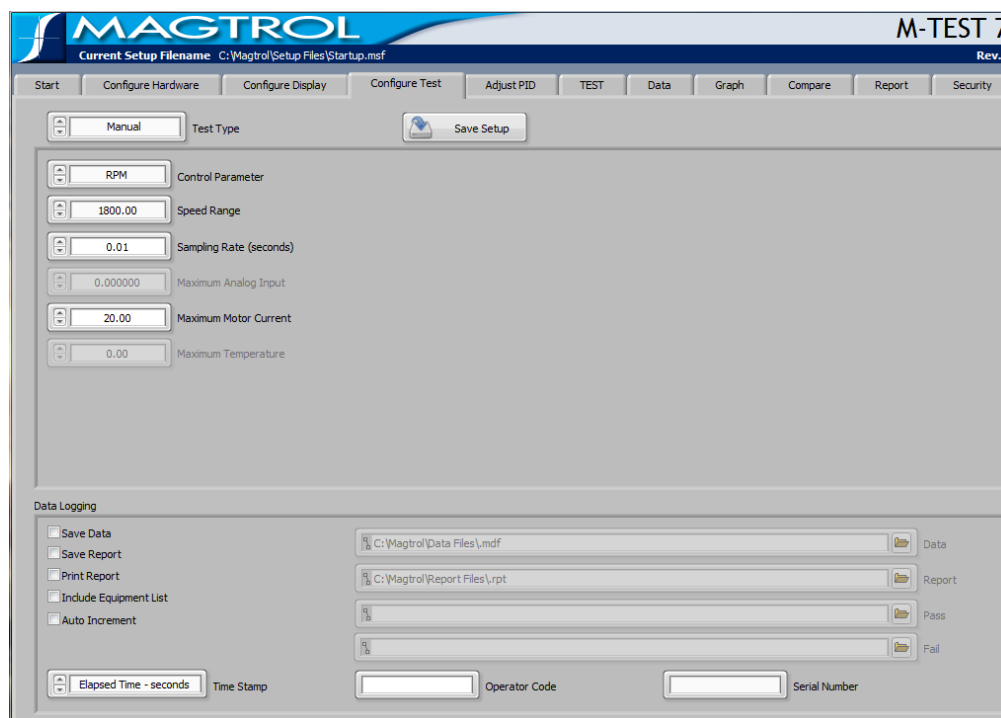 MAGTROL
M-TEST 7
Current Setup Filename C:\Magtrol\Setup Files\Startup.msf
Rev.
Start Configure Hardware Configure Display Configure Test Adjust PID TEST Data Graph Compare Report Security
Manual Test Type Save Setup
RPM Control Parameter
1800.00 Speed Range
0.01 Sampling Rate (seconds)
0.000000 Maximum Analog Input
20.00 Maximum Motor Current
0.00 Maximum Temperature
Data Logging
Save Data
C:\Magtrol\Data Files\.mdf Data
Save Report
Print Report
C:\Magtrol\Report Files\.rpt Report
Include Equipment List
Pass
Auto Increment
Fail
Elapsed Time - seconds Time Stamp Operator Code Serial Number